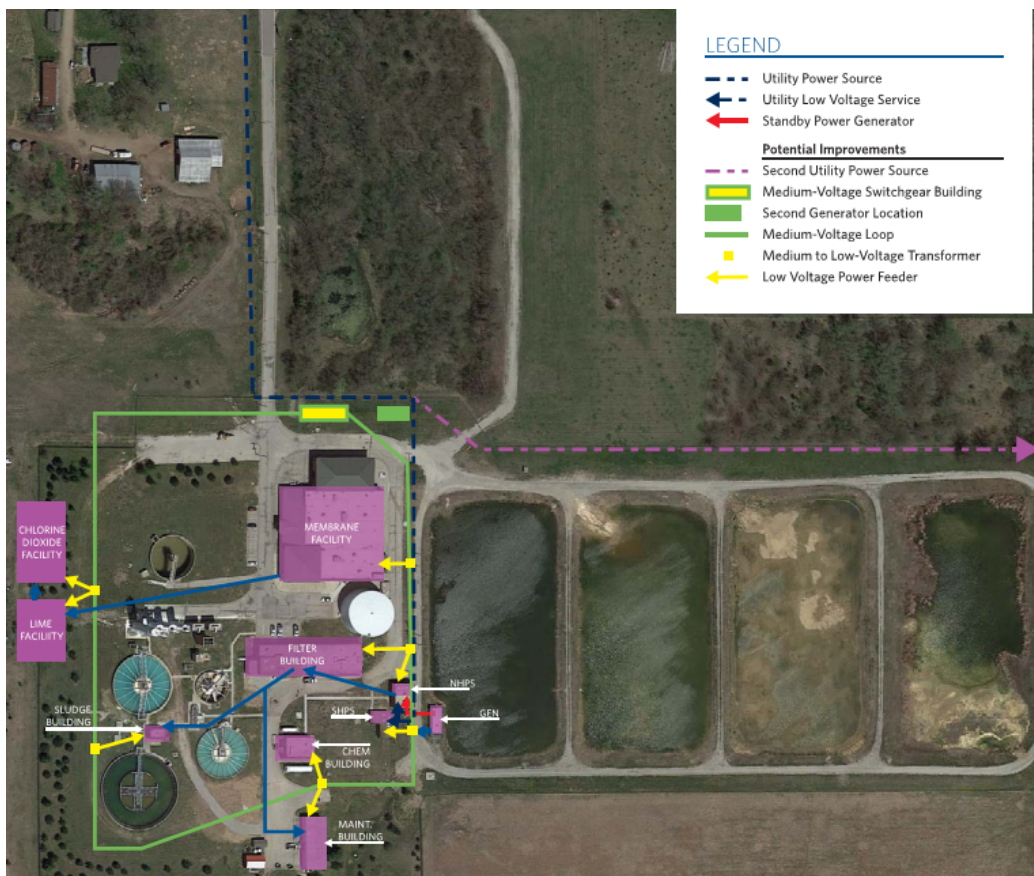 LEGEND
Utility Power Source
Utility Low Voltage Service
Standby Power Generator
Potential Improvements
Second Utility Power Source
Medium-Voltage Switchgear Building
Second Generator Location
Medium-Voltage Loop
Medium to Low-Voltage Transformer
Low Voltage Power Feeder
CHLORINE
DIOXIDE
FACILITY
MEMBRANE
FACILITY
LIME
FACILIITY
FILTER
BUILDING
NHPS
SLUDGE
BUILDING
SHPS
GEN
CHEM
BUILDING
MAINT.
BUILDING